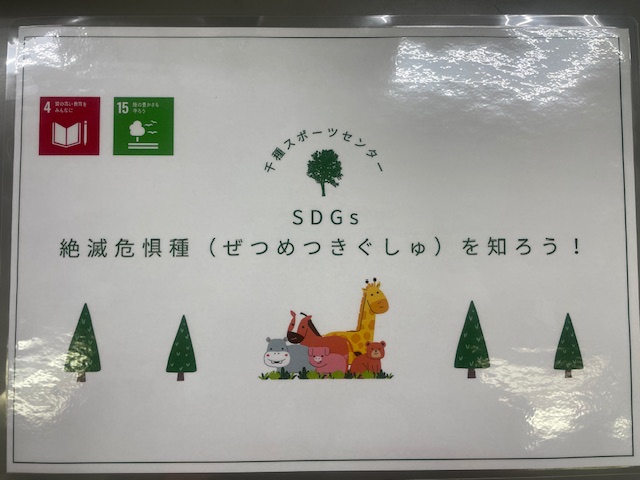 4 質の高い教育を
みんなに
15 陸の豊かさも
守ろう
千種スポーツセンター
SDGs
絶滅危惧種（ぜつめつきぐしゅ）を知ろう！